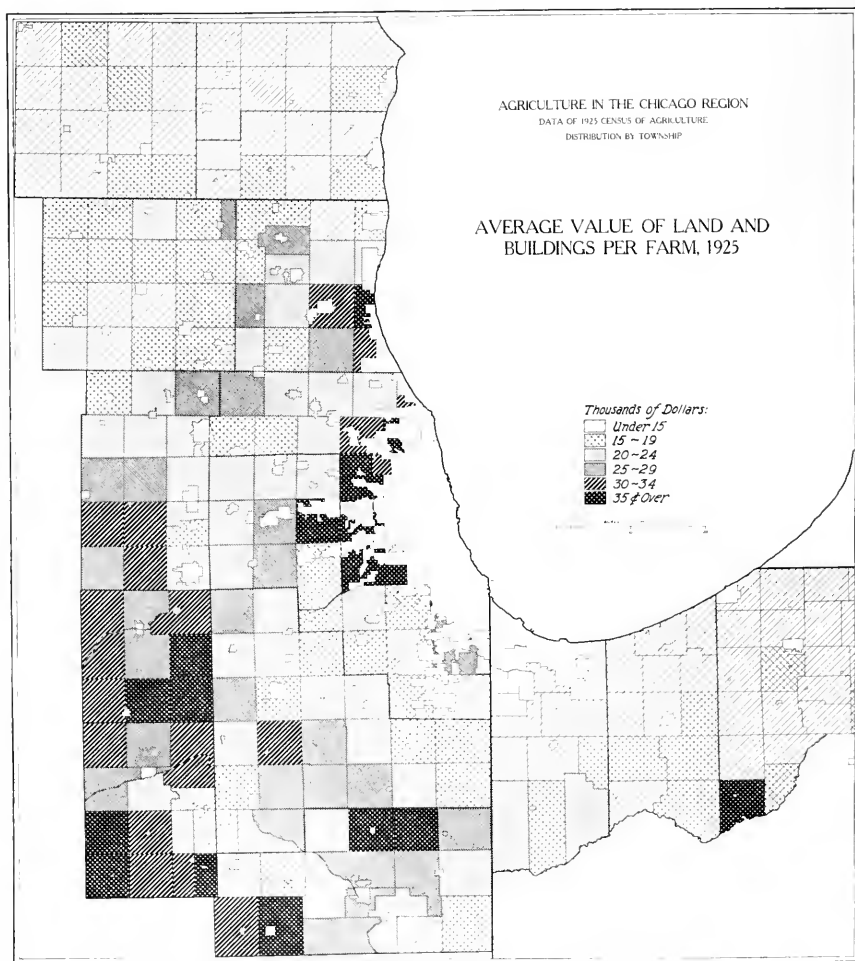 AGRICULTURE IN THE CHICAGO REGION
DATA OF 1925 CENSUS OF AGRICULTURE
DISTRIBUTION BY TOWNSHIP
AVERAGE VALUE OF LAND AND
BUILDINGS PER FARM, 1925
Thousands of Dollars:
Under 15
15~19
20~24
25~29
30~34
35 & Over